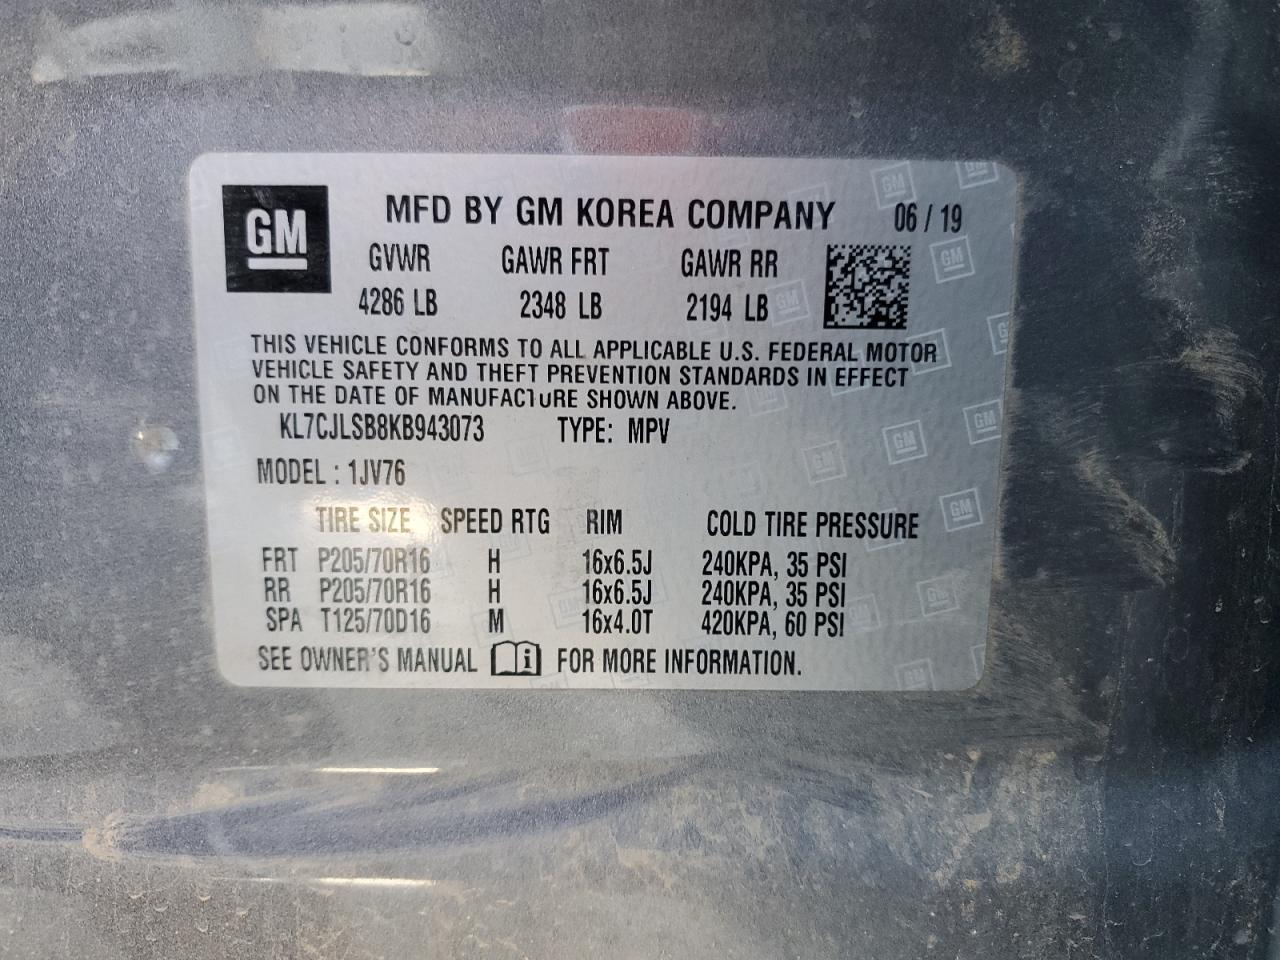 GM MFD BY GM KOREA COMPANY 06 / 19
GVWR GAWR FRT GAWR RR
4286 LB 2348 LB 2194 LB
THIS VEHICLE CONFORMS TO ALL APPLICABLE U.S. FEDERAL MOTOR
VEHICLE SAFETY AND THEFT PREVENTION STANDARDS IN EFFECT
ON THE DATE OF MANUFACTURE SHOWN ABOVE.
KL7CJLSB8KB943073 TYPE: MPV
MODEL : 1JV76
TIRE SIZE SPEED RTG RIM COLD TIRE PRESSURE
FRT P205/70R16 H 16x6.5J 240KPA, 35 PSI
RR P205/70R16 H 16x6.5J 240KPA, 35 PSI
SPA T125/70D16 M 16x4.0T 420KPA, 60 PSI
SEE OWNER'S MANUAL FOR MORE INFORMATION.